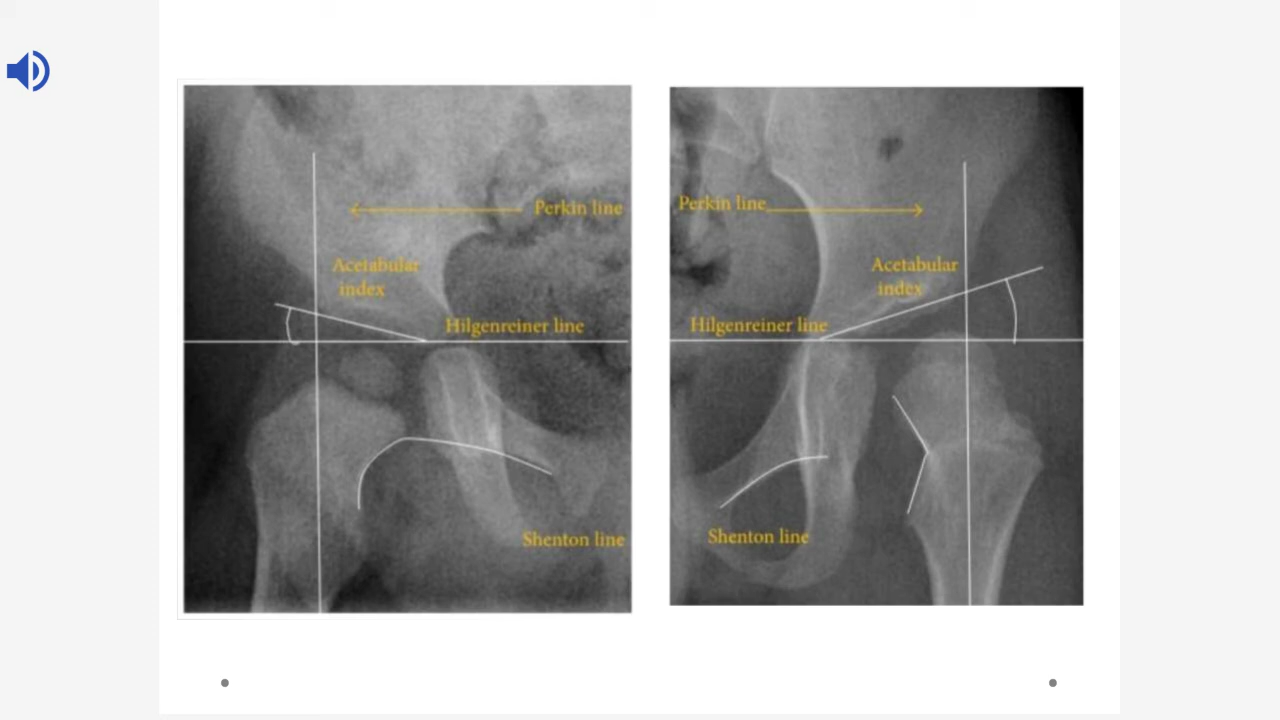 Perkin line
Acetabular
index
Hilgenreiner line
Shenton line
Perkin line
Acetabular
index
Hilgenreiner line
Shenton line